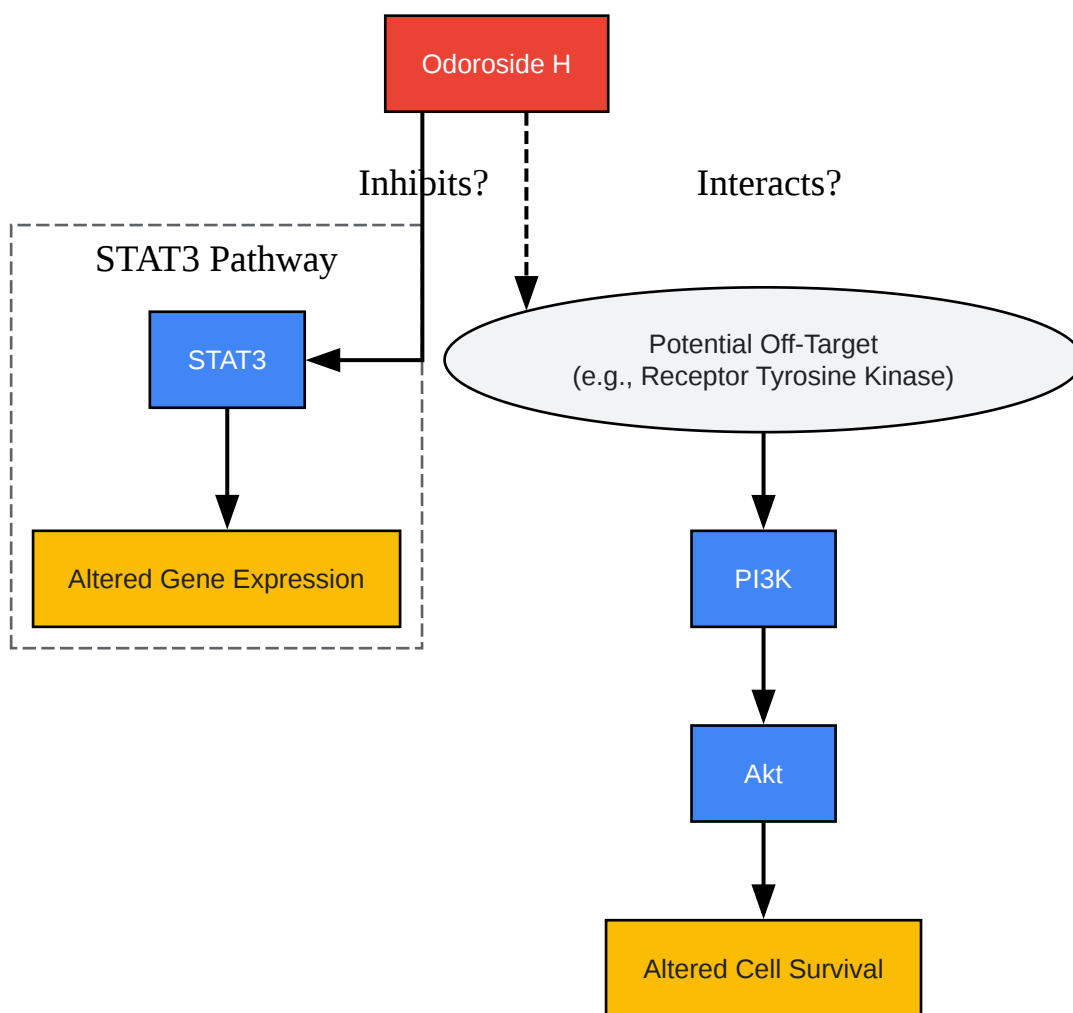 Odoroside H
Inhibits?
Interacts?
STAT3 Pathway
STAT3
Potential Off-Target
(e.g., Receptor Tyrosine Kinase)
Altered Gene Expression
PI3K
Akt
Altered Cell Survival